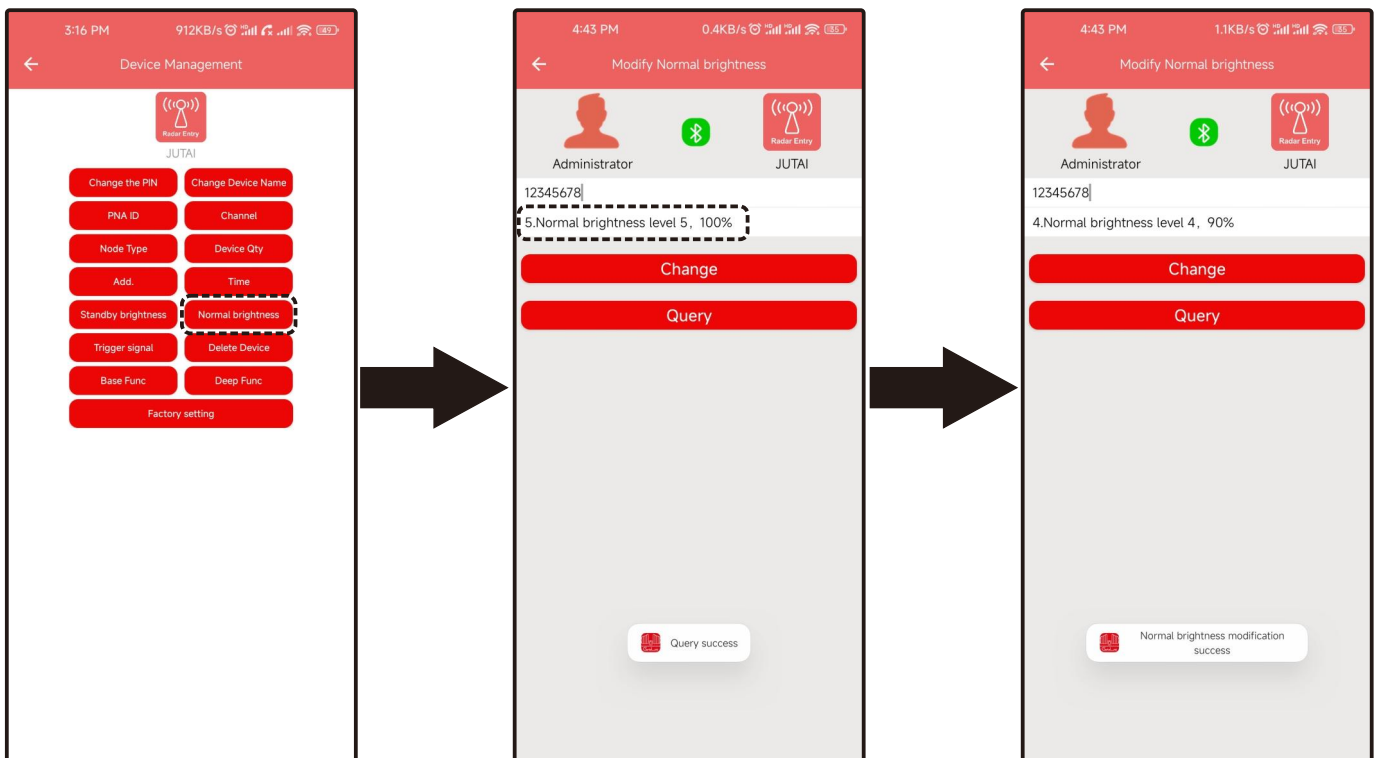 3:16 PM 912KB/s 49
Device Management
Radar Entry
JUTAI
Change the PIN Change Device Name
PNA ID Channel
Node Type Device Qty
Add. Time
Standby brightness Normal brightness
Trigger signal Delete Device
Base Func Deep Func
Factory setting
4:43 PM 0.4KB/s HD HD 85
Modify Normal brightness
Radar Entry
Administrator JUTAI
12345678
5.Normal brightness level 5, 100%
Change
Query
Query success
4:43 PM 1.1KB/s HD HD 85
Modify Normal brightness
Radar Entry
Administrator JUTAI
12345678
4.Normal brightness level 4, 90%
Change
Query
Normal brightness modification
success